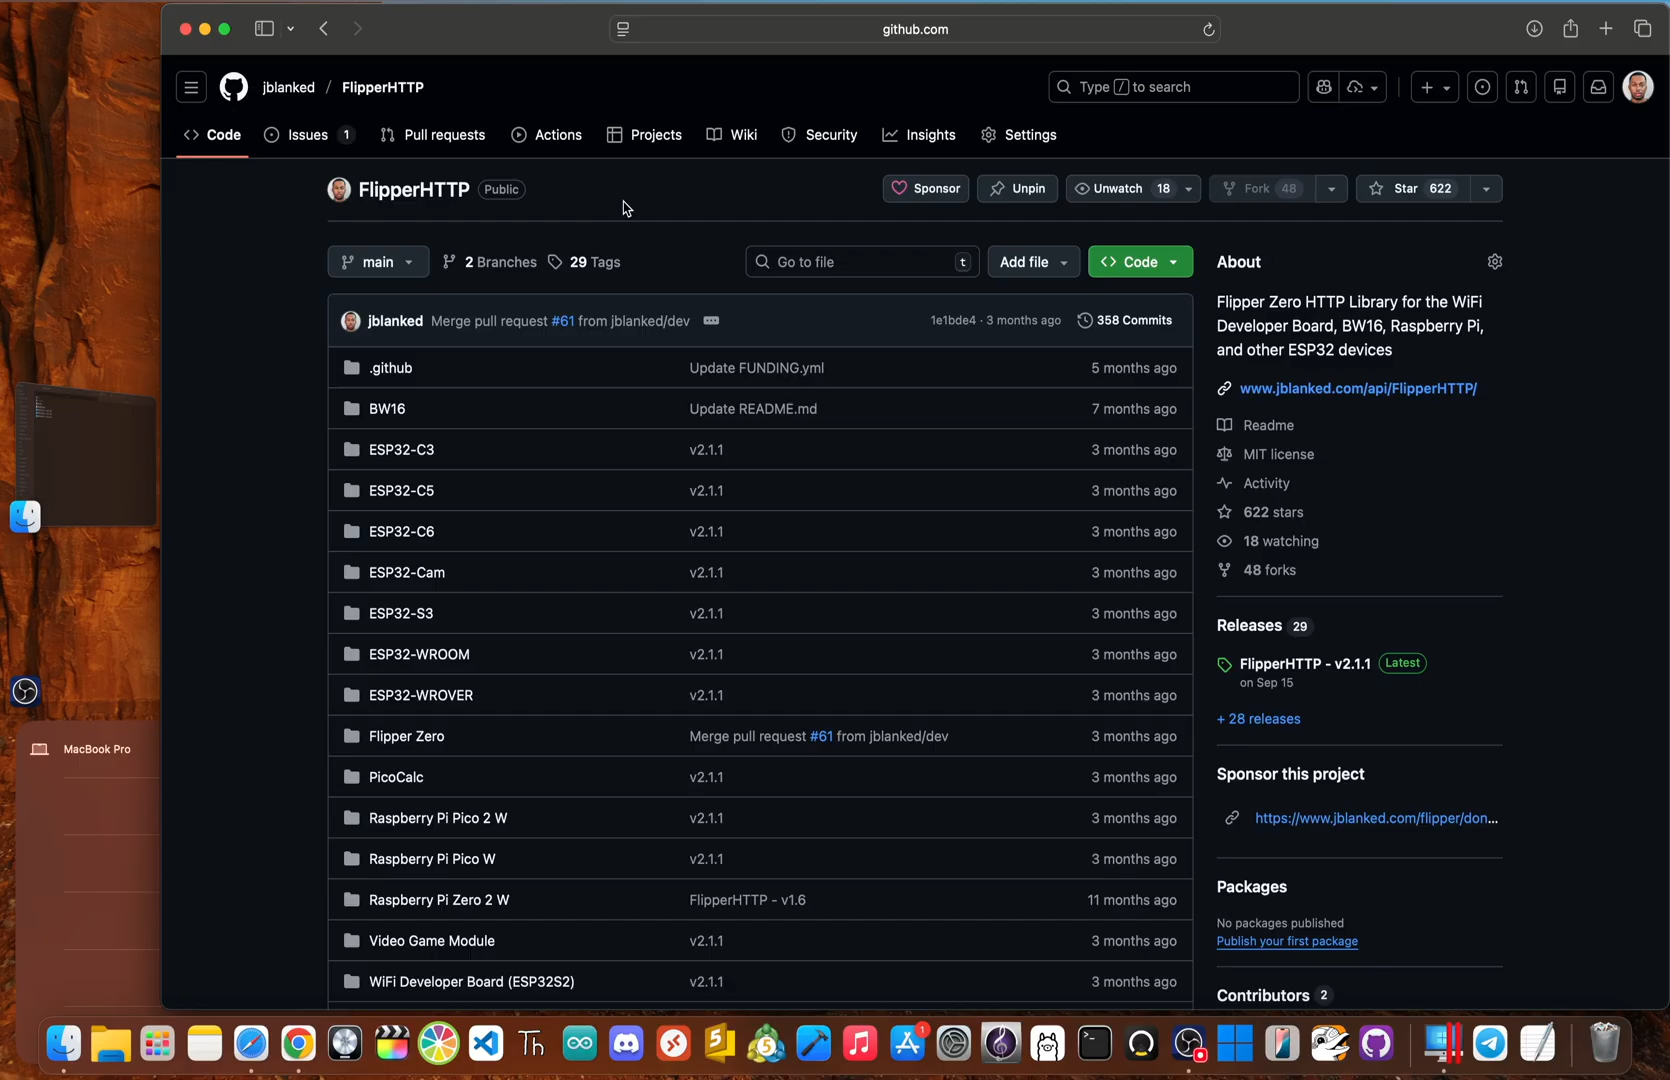 github.com
jblanked / FlipperHTTP
Type / to search
Code
Issues 1
Pull requests
Actions
Projects
Wiki
Security
Insights
Settings
FlipperHTTP Public
Sponsor
Unpin
Unwatch 18
Fork 48
Star 622
main
2 Branches
29 Tags
Go to file t
Add file
Code
jblanked Merge pull request #61 from jblanked/dev
1e1bde4 · 3 months ago
358 Commits
.github Update FUNDING.yml 5 months ago
BW16 Update README.md 7 months ago
ESP32-C3 v2.1.1 3 months ago
ESP32-C5 v2.1.1 3 months ago
ESP32-C6 v2.1.1 3 months ago
ESP32-Cam v2.1.1 3 months ago
ESP32-S3 v2.1.1 3 months ago
ESP32-WROOM v2.1.1 3 months ago
ESP32-WROVER v2.1.1 3 months ago
Flipper Zero Merge pull request #61 from jblanked/dev 3 months ago
PicoCalc v2.1.1 3 months ago
Raspberry Pi Pico 2 W v2.1.1 3 months ago
Raspberry Pi Pico W v2.1.1 3 months ago
Raspberry Pi Zero 2 W FlipperHTTP - v1.6 11 months ago
Video Game Module v2.1.1 3 months ago
WiFi Developer Board (ESP32S2) v2.1.1 3 months ago
About
Flipper Zero HTTP Library for the WiFi
Developer Board, BW16, Raspberry Pi,
and other ESP32 devices
www.jblanked.com/api/FlipperHTTP/
Readme
MIT license
Activity
622 stars
18 watching
48 forks
Releases 29
FlipperHTTP - v2.1.1 Latest
on Sep 15
+ 28 releases
Sponsor this project
https://www.jblanked.com/flipper/don...
Packages
No packages published
Publish your first package
Contributors 2
MacBook Pro
Th
5
5
1
>_